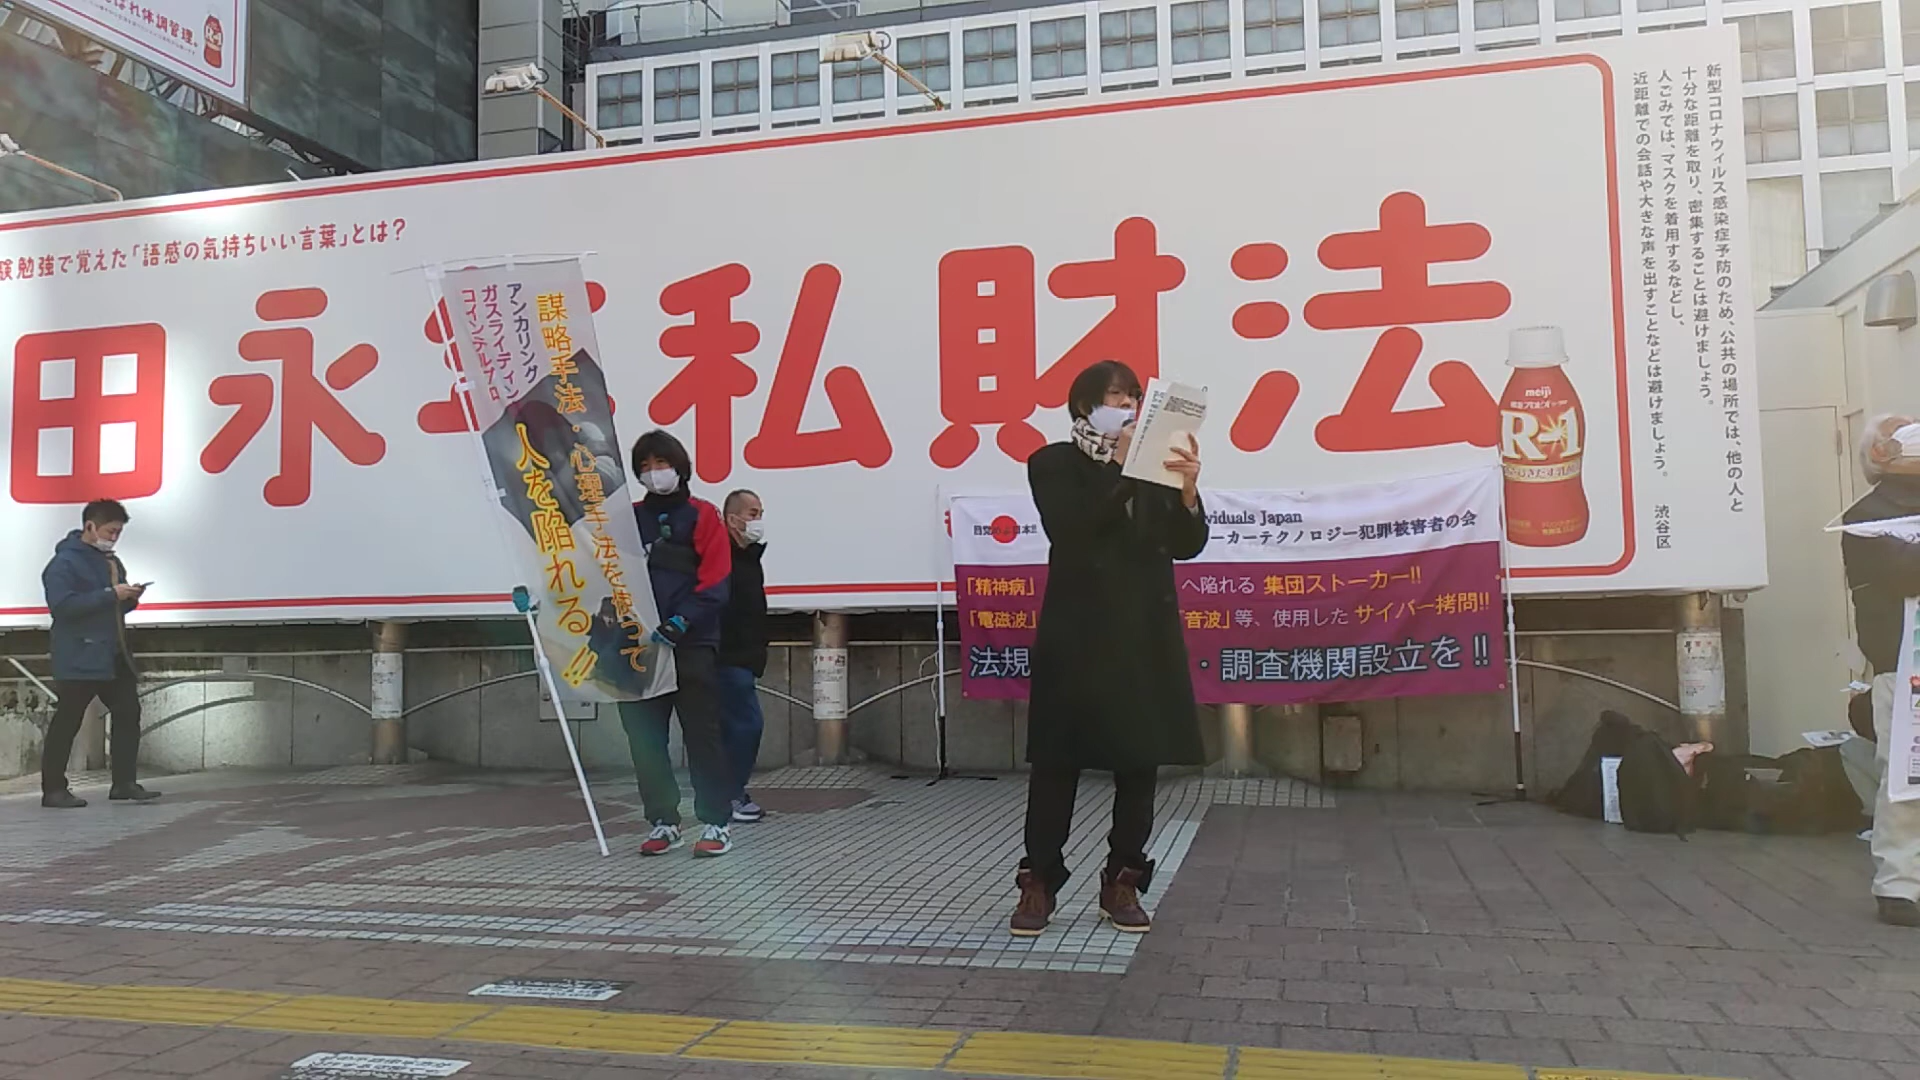 ばれ体調管理。
R-1
験勉強で覚えた「語感の気持ちいい言葉」とは?
田永年私財法
meiji
R-1
新型コロナウィルス感染症予防のため、公共の場所では、他の人と
十分な距離を取り、密集することは避けましょう。
人ごみでは、マスクを着用するなどし、
近距離での会話や大きな声を出すことなどは避けましょう。
渋谷区
謀略手法・心理手法を使って
人を陥れる!!
アンカリング
ガスライティン
コインテルプロ
viduals Japan
ーカーテクノロジー犯罪被害者の会
「精神病」
へ陥れる 集団ストーカー!!
「電磁波」
「音波」等、使用した サイバー拷問!!
法規
・調査機関設立を!!